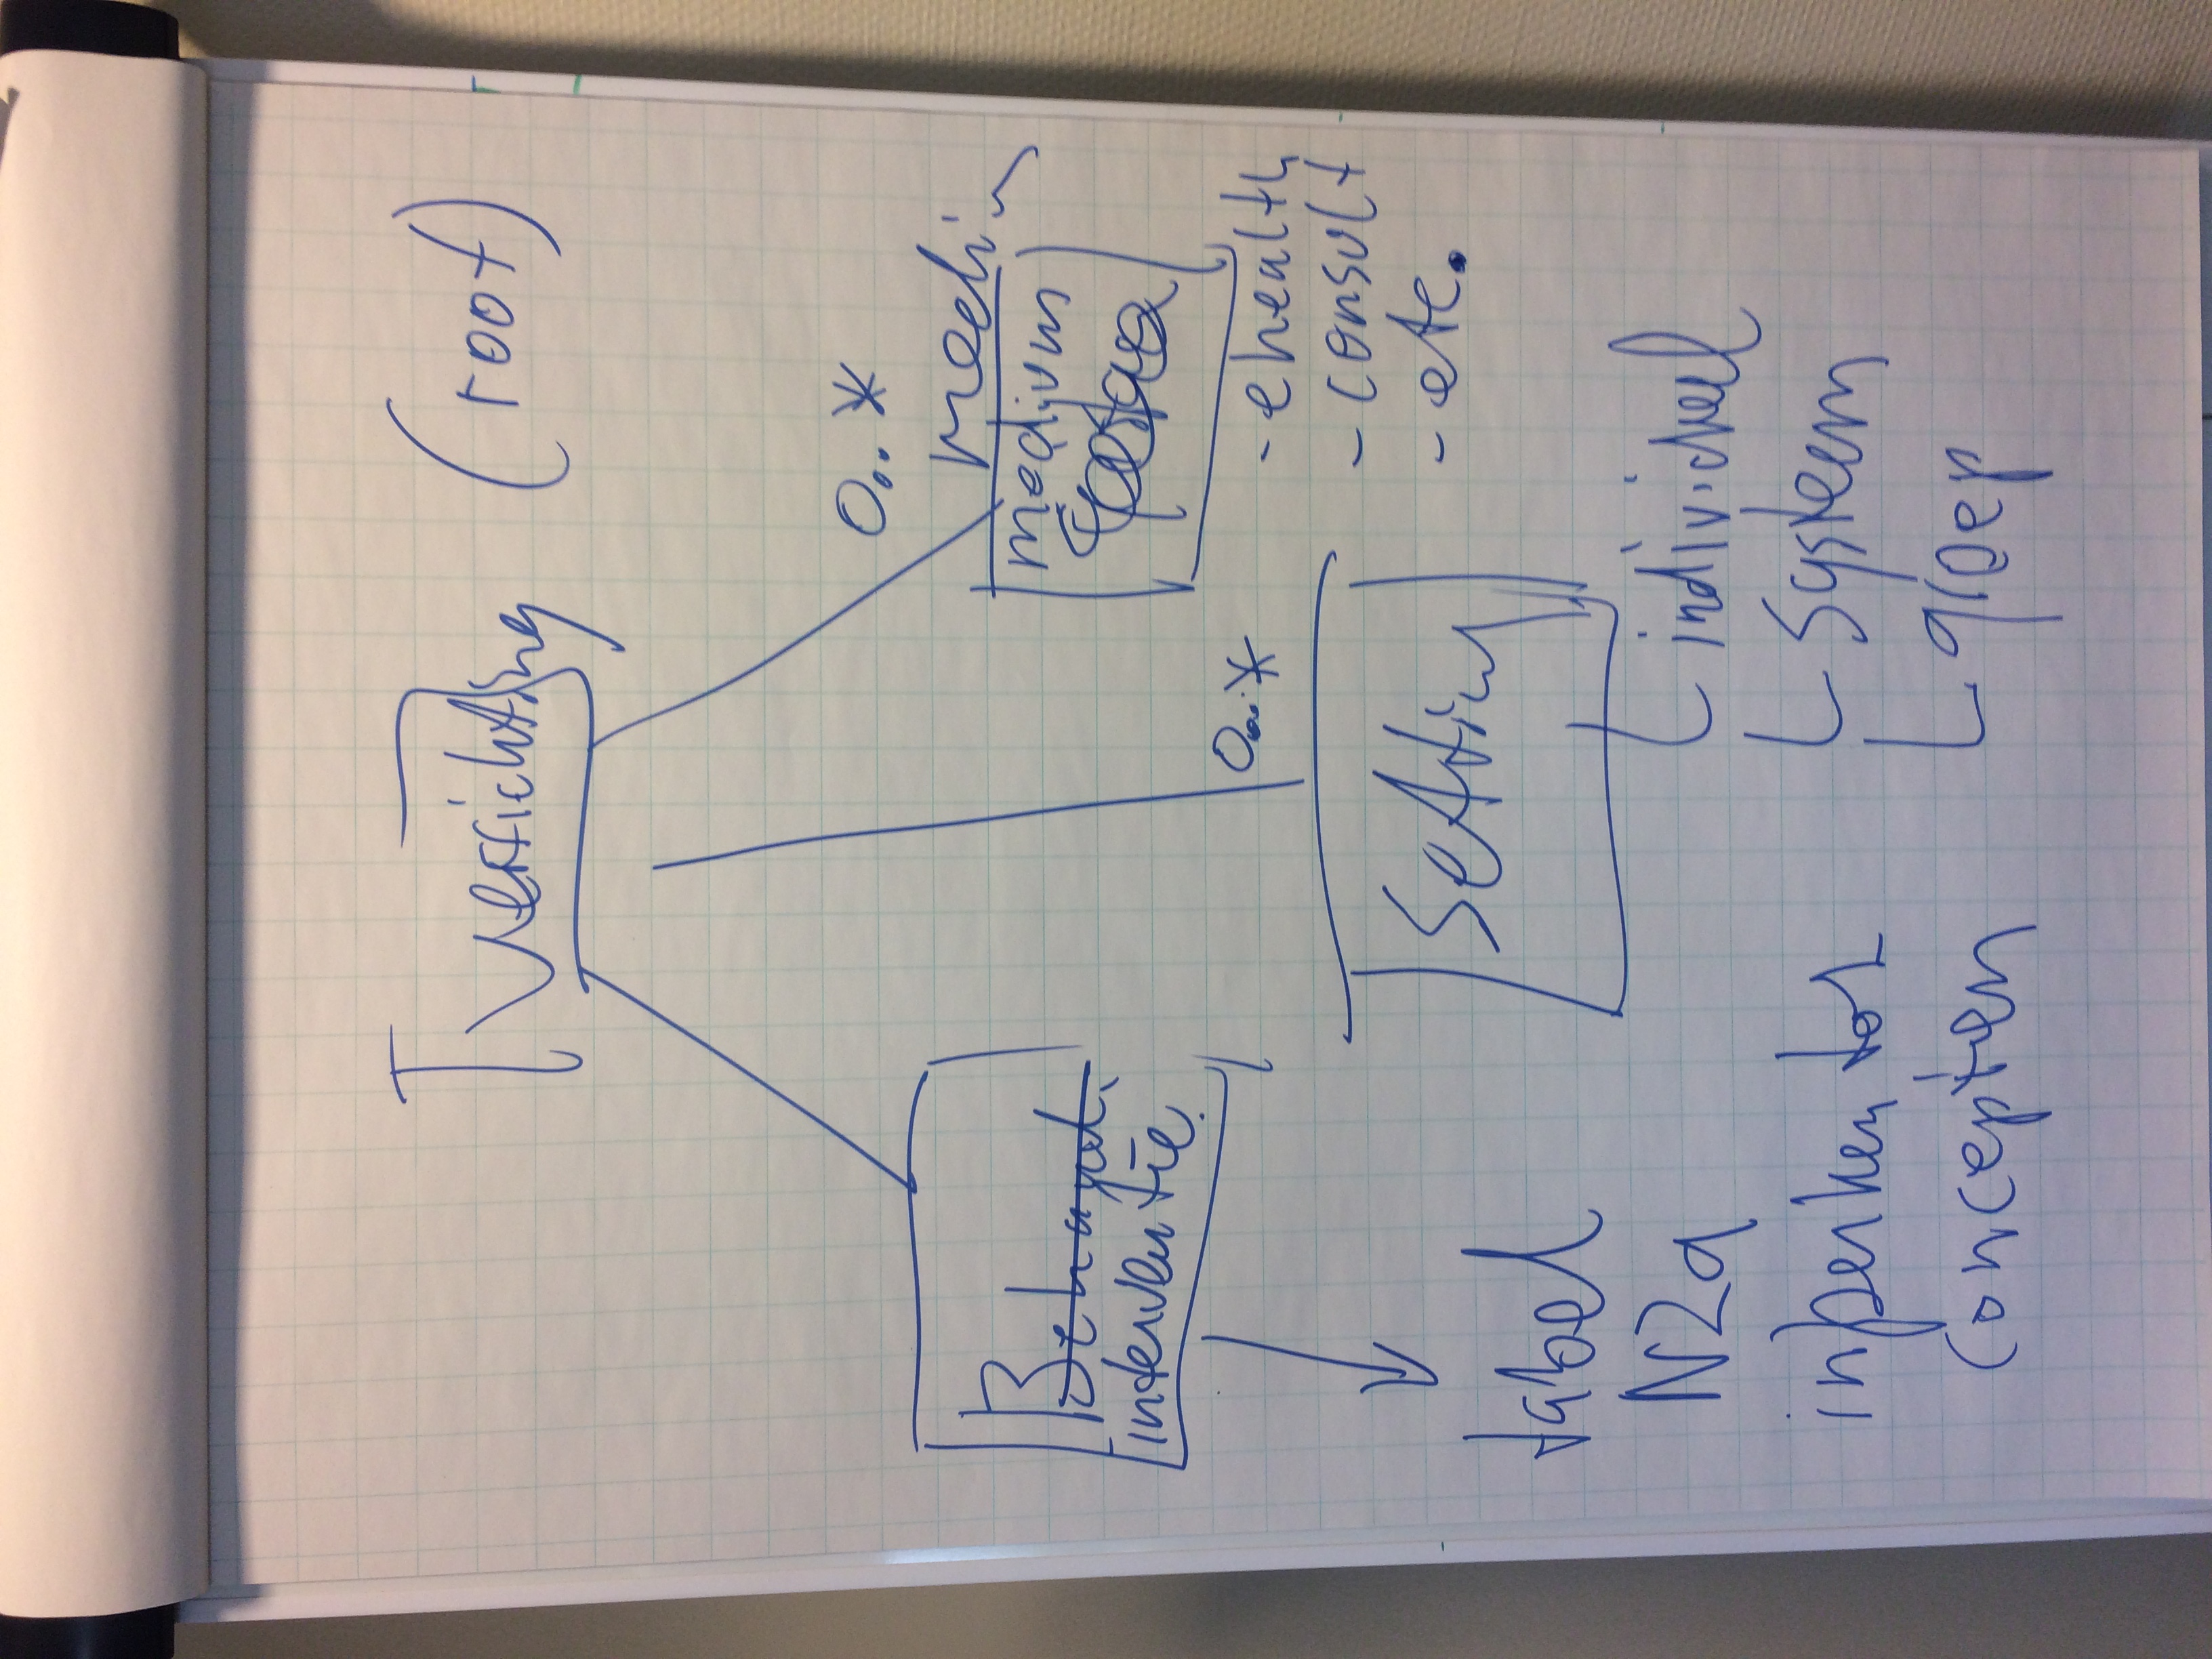 Verrichting (root)
0..*
medium
Behand.
interventie
medium
0..*
- ehealth
- consult
- etc.
Setting
tabel
NZa
inperken tot
concepten
individueel
systeem
groep